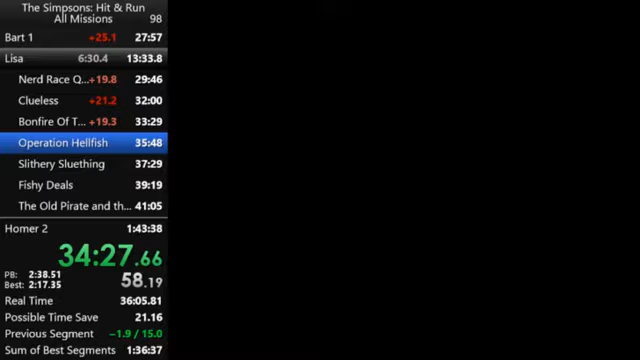 The Simpsons: Hit & Run
All Missions 98
Bart 1 +25.1 27:57
Lisa 6:30.4 13:33.8
Nerd Race Q... +19.8 29:46
Clueless +21.2 32:00
Bonfire Of T... +19.3 33:29
Operation Hellfish 35:48
Slithery Sluething 37:29
Fishy Deals 39:19
The Old Pirate and th... 41:05
Homer 2 1:43:38
34:27.66
PB: 2:38.51
Best: 2:17.35
58.19
Real Time 36:05.81
Possible Time Save 21.16
Previous Segment −1.9 / 15.0
Sum of Best Segments 1:36:37